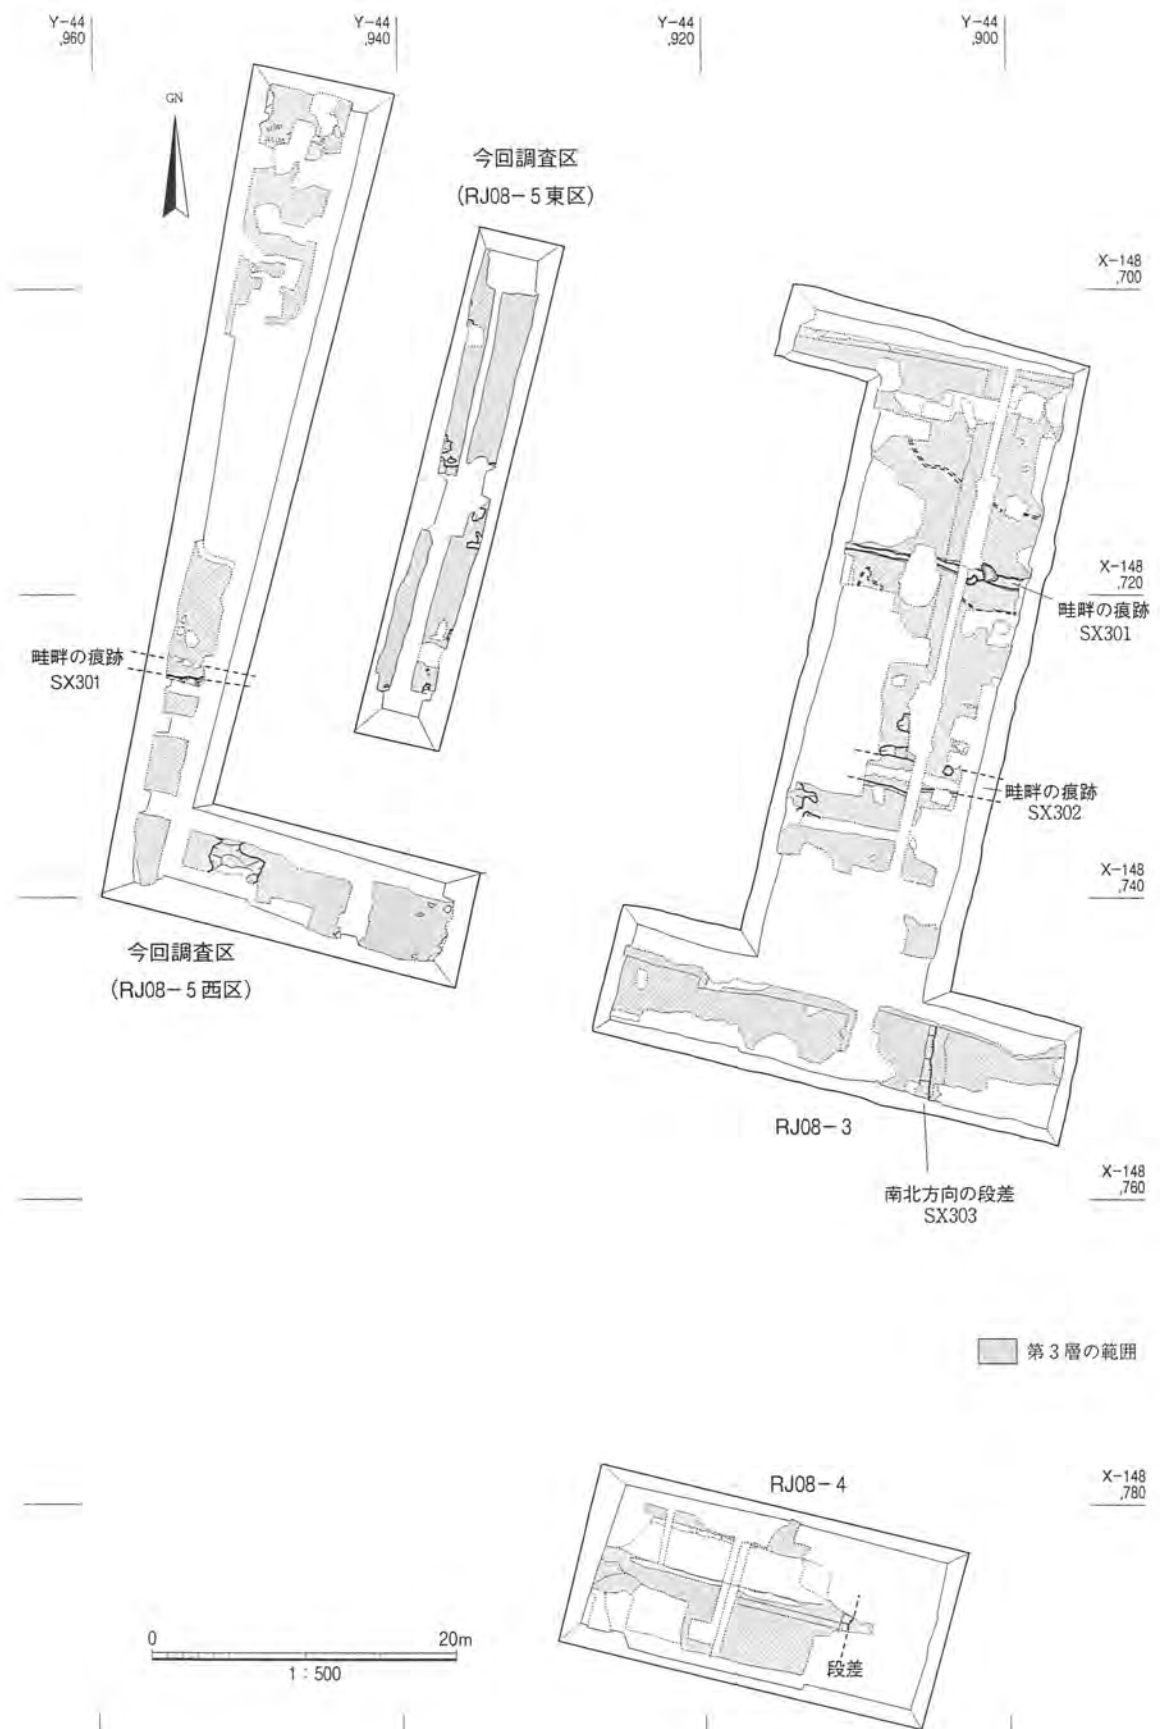 Y-44
,960
Y-44
,940
Y-44
,920
Y-44
,900
GN
今回調査区
(RJ08-5東区)
X-148
,700
X-148
,720
畦畔の痕跡
SX301
畦畔の痕跡
SX301
畦畔の痕跡
SX302
X-148
,740
今回調査区
(RJ08-5西区)
RJ08-3
X-148
,760
南北方向の段差
SX303
第3層の範囲
RJ08-4
X-148
,780
段差
0
20m
1:500